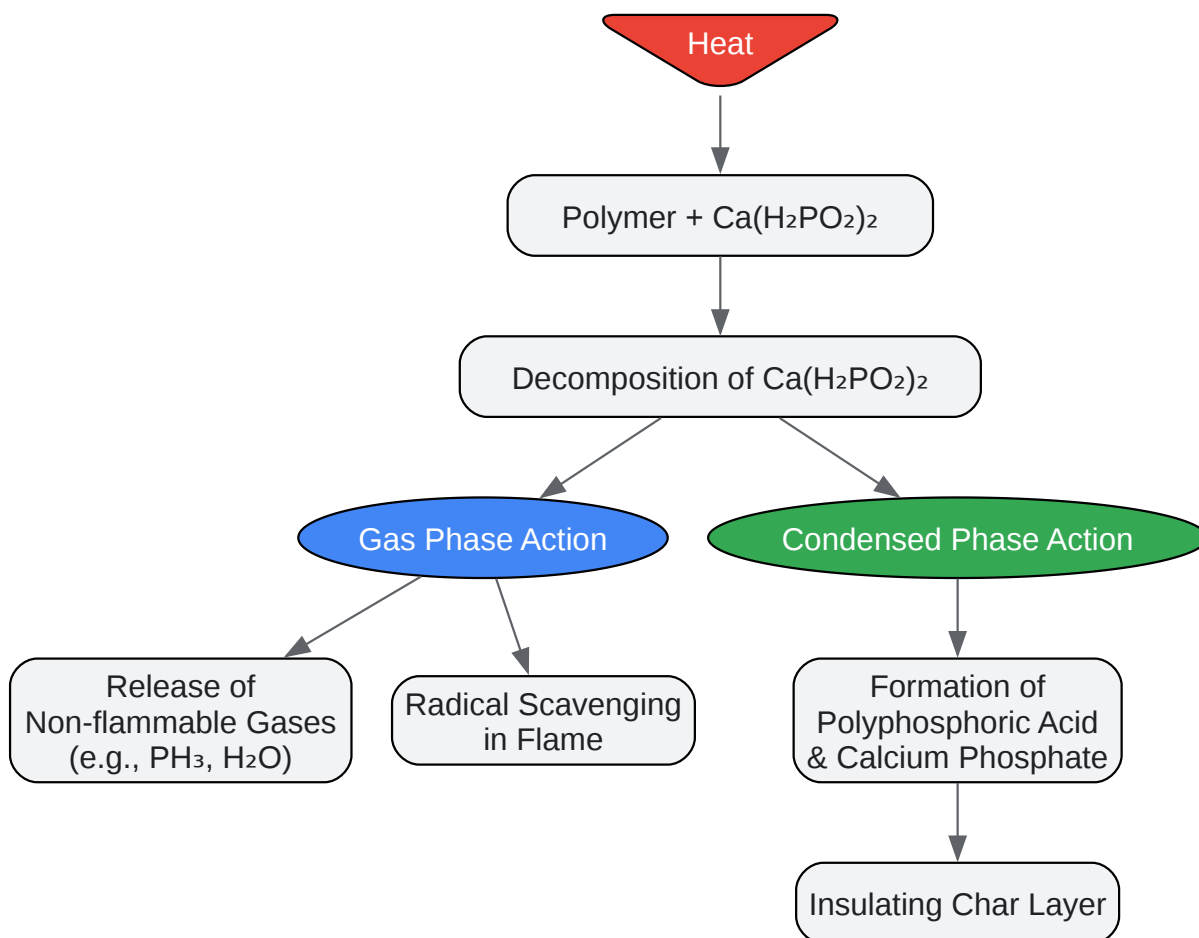 Heat
Polymer + Ca(H₂PO₂)₂
Decomposition of Ca(H₂PO₂)₂
Gas Phase Action
Condensed Phase Action
Release of
Non-flammable Gases
(e.g., PH₃, H₂O)
Radical Scavenging
in Flame
Formation of
Polyphosphoric Acid
& Calcium Phosphate
Insulating Char Layer